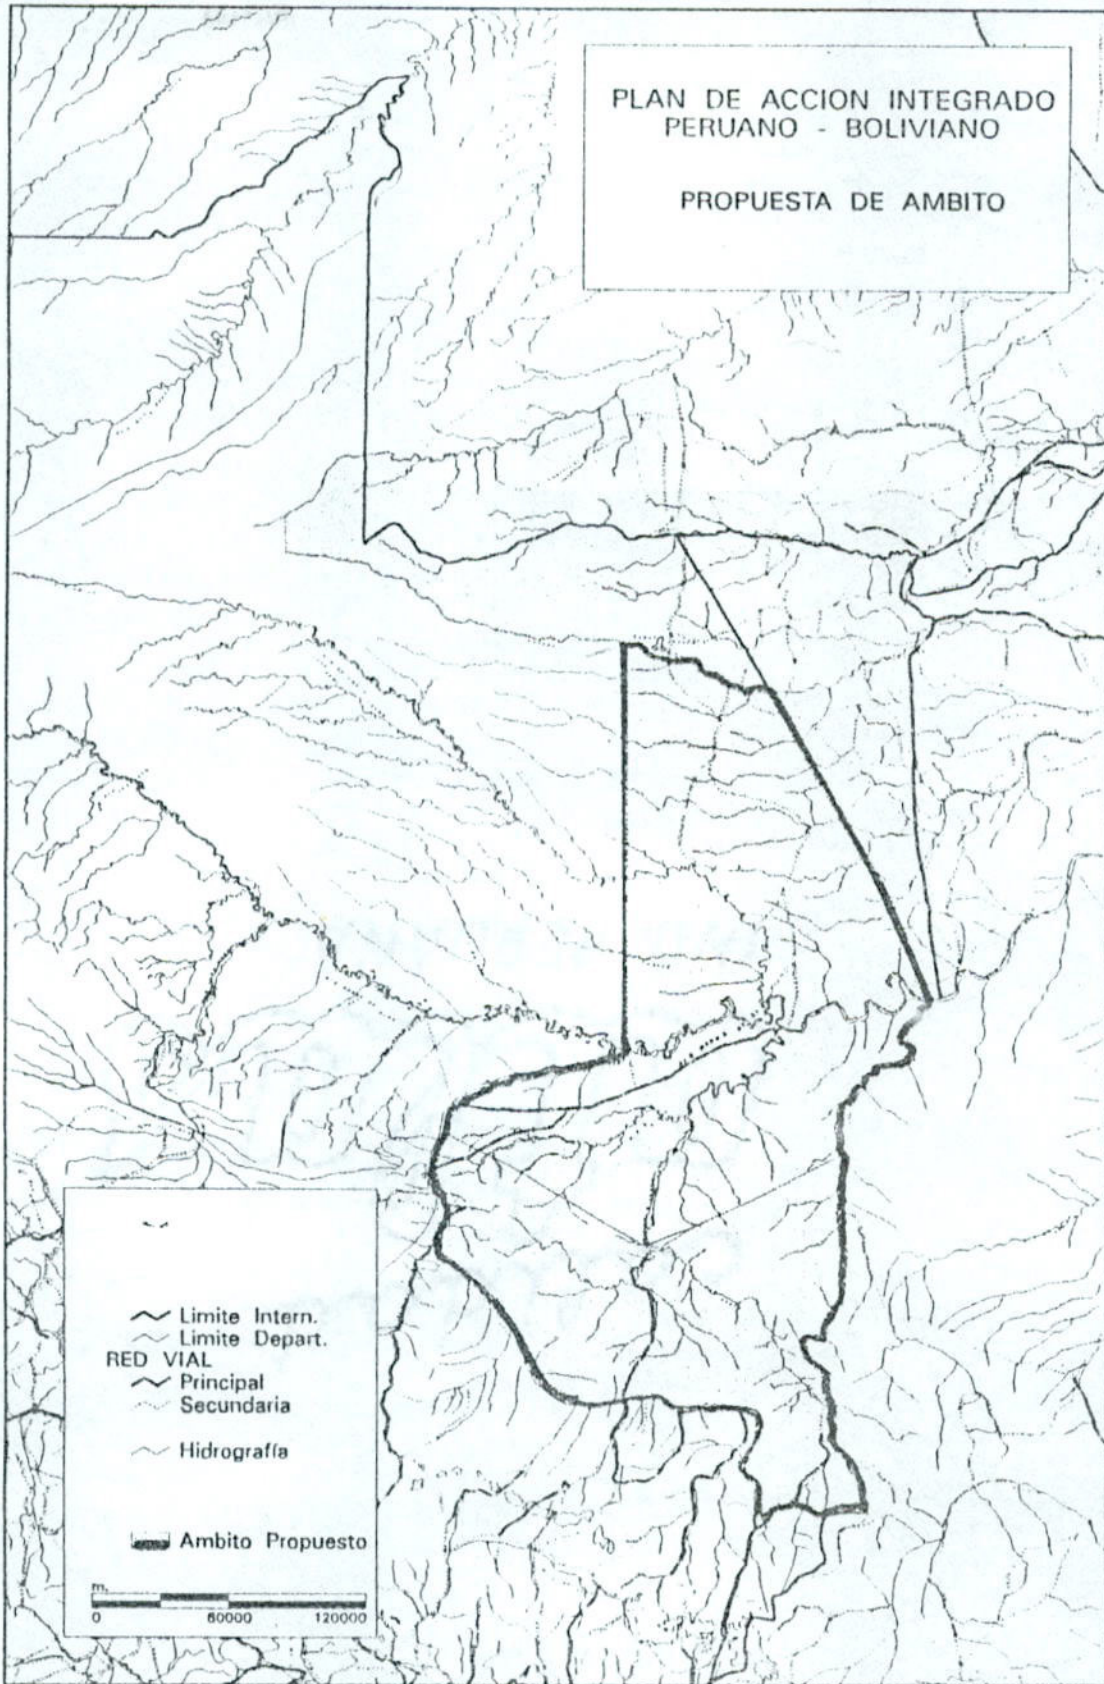 PLAN DE ACCION INTEGRADO
PERUANO - BOLIVIANO
PROPUESTA DE AMBITO
Limite Intern.
Limite Depart.
RED VIAL
Principal
Secundaria
Hidrografía
Ambito Propuesto
m.
0 60000 120000